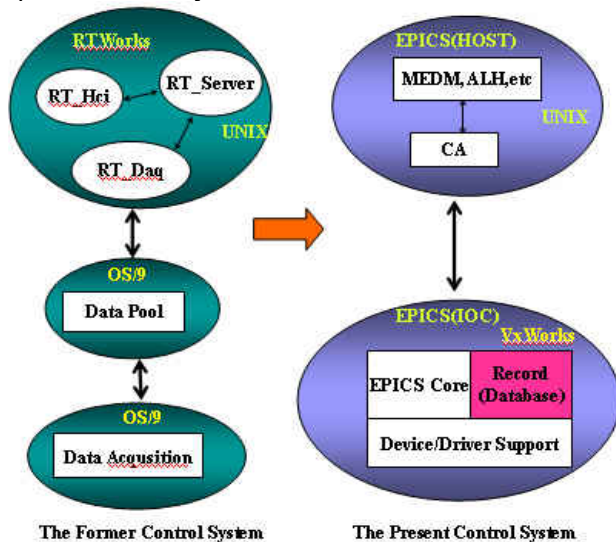 RTWorks
RT_Server
RT_Hci
UNIX
RT_Daq
OS/9
Data Pool
OS/9
Data Acqusition
The Former Control System
EPICS(HOST)
MEDM,ALH,etc
UNIX
CA
EPICS(IOC)
VxWorks
EPICS Core
Record
(Database)
Device/Driver Support
The Present Control System